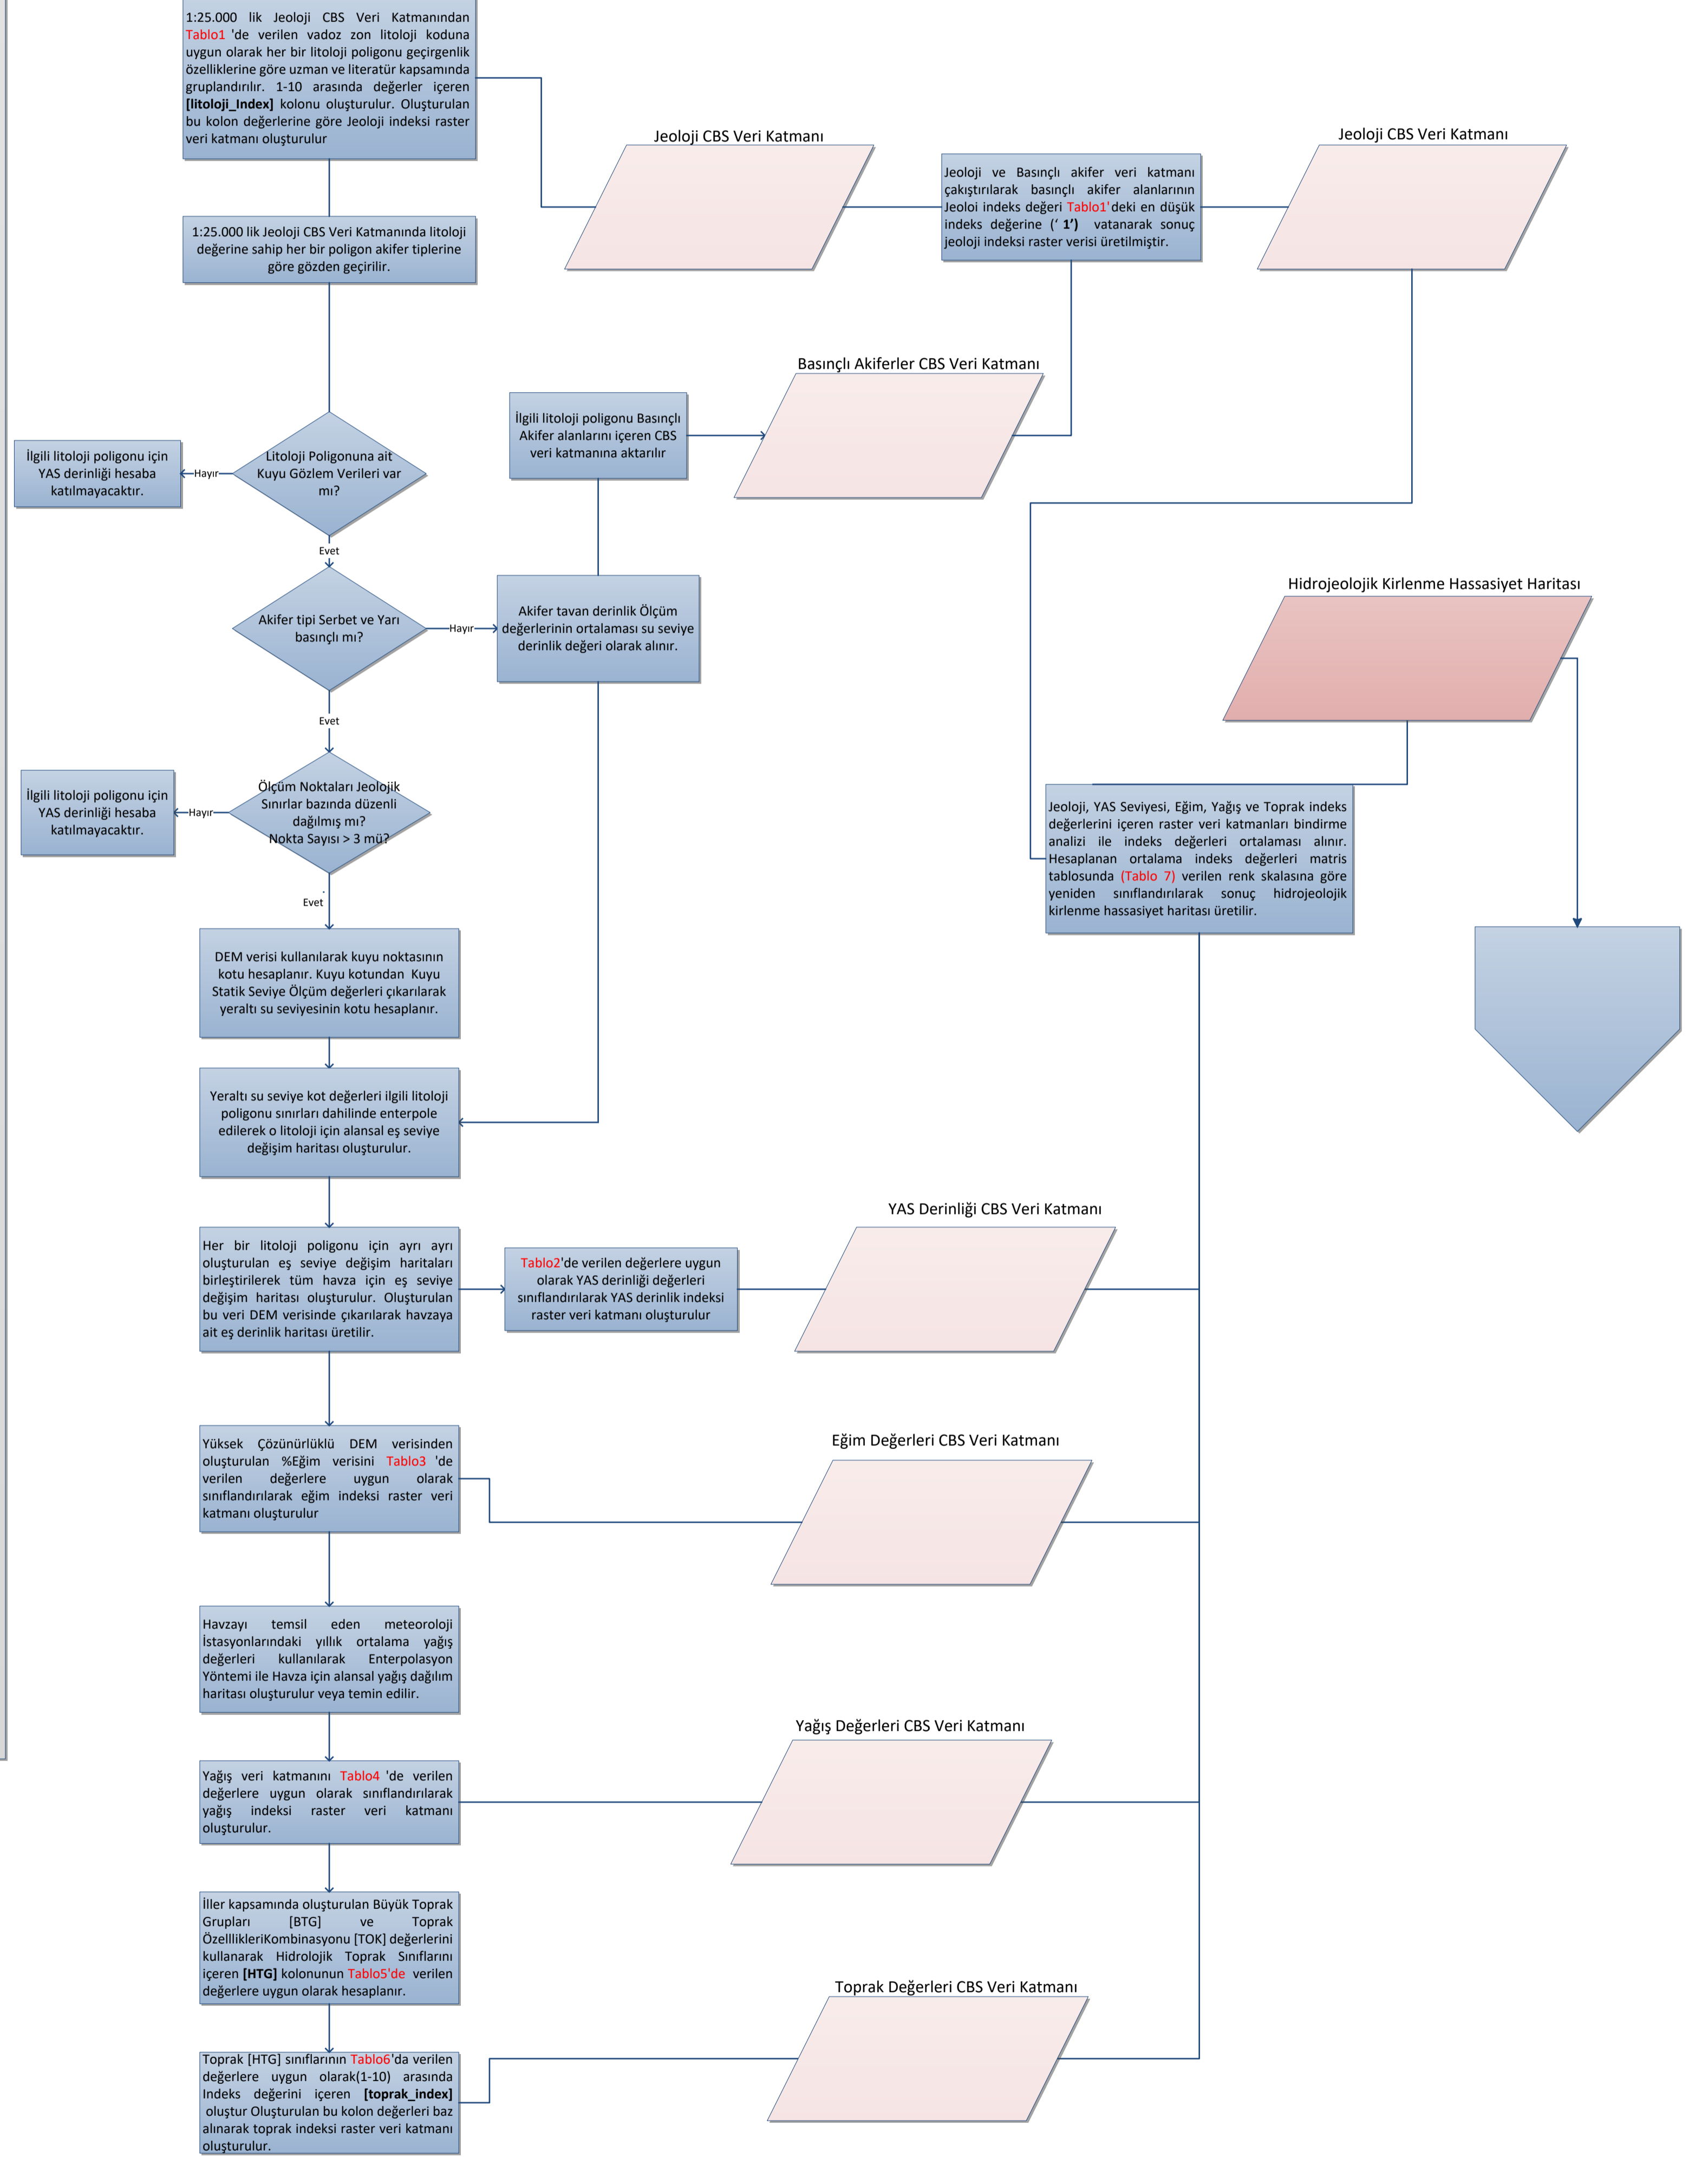 1:25.000 lik Jeoloji CBS Veri Katmanından
Tablo1 'de verilen vadoz zon litoloji koduna
uygun olarak her bir litoloji poligonu geçirgenlik
özelliklerine göre uzman ve literatür kapsamında
gruplandırılır. 1-10 arasında değerler içeren
[litoloji_Index] kolonu oluşturulur. Oluşturulan
bu kolon değerlerine göre Jeoloji indeksi raster
veri katmanı oluşturulur
Jeoloji CBS Veri Katmanı
Jeoloji ve Basınçlı akifer veri katmanı
çakıştırılarak basınçlı akifer alanlarının
Jeoloi indeks değeri Tablo1'deki en düşük
indeks değerine (‘ 1’) vatanarak sonuç
jeoloji indeksi raster verisi üretilmiştir.
Jeoloji CBS Veri Katmanı
1:25.000 lik Jeoloji CBS Veri Katmanında litoloji
değerine sahip her bir poligon akifer tiplerine
göre gözden geçirilir.
Basınçlı Akiferler CBS Veri Katmanı
İlgili litoloji poligonu Basınçlı
Akifer alanlarını içeren CBS
veri katmanına aktarılır
Litoloji Poligonuna ait
Kuyu Gözlem Verileri var
mı?
Hayır
İlgili litoloji poligonu için
YAS derinliği hesaba
katılmayacaktır.
Evet
Akifer tipi Serbet ve Yarı
basınçlı mı?
Hayır
Akifer tavan derinlik Ölçüm
değerlerinin ortalaması su seviye
derinlik değeri olarak alınır.
Hidrojeolojik Kirlenme Hassasiyet Haritası
Evet
Ölçüm Noktaları Jeolojik
Sınırlar bazında düzenli
dağılmış mı?
Nokta Sayısı > 3 mü?
Hayır
İlgili litoloji poligonu için
YAS derinliği hesaba
katılmayacaktır.
Jeoloji, YAS Seviyesi, Eğim, Yağış ve Toprak indeks
değerlerini içeren raster veri katmanları bindirme
analizi ile indeks değerleri ortalaması alınır.
Hesaplanan ortalama indeks değerleri matris
tablosunda (Tablo 7) verilen renk skalasına göre
yeniden sınıflandırılarak sonuç hidrojeolojik
kirlenme hassasiyet haritası üretilir.
.
Evet
DEM verisi kullanılarak kuyu noktasının
kotu hesaplanır. Kuyu kotundan Kuyu
Statik Seviye Ölçüm değerleri çıkarılarak
yeraltı su seviyesinin kotu hesaplanır.
Yeraltı su seviye kot değerleri ilgili litoloji
poligonu sınırları dahilinde enterpole
edilerek o litoloji için alansal eş seviye
değişim haritası oluşturulur.
Her bir litoloji poligonu için ayrı ayrı
oluşturulan eş seviye değişim haritaları
birleştirilerek tüm havza için eş seviye
değişim haritası oluşturulur. Oluşturulan
bu veri DEM verisinde çıkarılarak havzaya
ait eş derinlik haritası üretilir.
Tablo2'de verilen değerlere uygun
olarak YAS derinliği değerleri
sınıflandırılarak YAS derinlik indeksi
raster veri katmanı oluşturulur
YAS Derinliği CBS Veri Katmanı
Yüksek Çözünürlüklü DEM verisinden
oluşturulan %Eğim verisini Tablo3 'de
verilen değerlere uygun olarak
sınıflandırılarak eğim indeksi raster veri
katmanı oluşturulur
Eğim Değerleri CBS Veri Katmanı
Havzayı temsil eden meteoroloji
İstasyonlarındaki yıllık ortalama yağış
değerleri kullanılarak Enterpolasyon
Yöntemi ile Havza için alansal yağış dağılım
haritası oluşturulur veya temin edilir.
Yağış Değerleri CBS Veri Katmanı
Yağış veri katmanını Tablo4 'de verilen
değerlere uygun olarak sınıflandırılarak
yağış indeksi raster veri katmanı
oluşturulur.
İller kapsamında oluşturulan Büyük Toprak
Grupları [BTG] ve Toprak
ÖzelllikleriKombinasyonu [TOK] değerlerini
kullanarak Hidrolojik Toprak Sınıflarını
içeren [HTG] kolonunun Tablo5'de verilen
değerlere uygun olarak hesaplanır.
Toprak Değerleri CBS Veri Katmanı
Toprak [HTG] sınıflarının Tablo6'da verilen
değerlere uygun olarak(1-10) arasında
Indeks değerini içeren [toprak_index]
oluştur Oluşturulan bu kolon değerleri baz
alınarak toprak indeksi raster veri katmanı
oluşturulur.